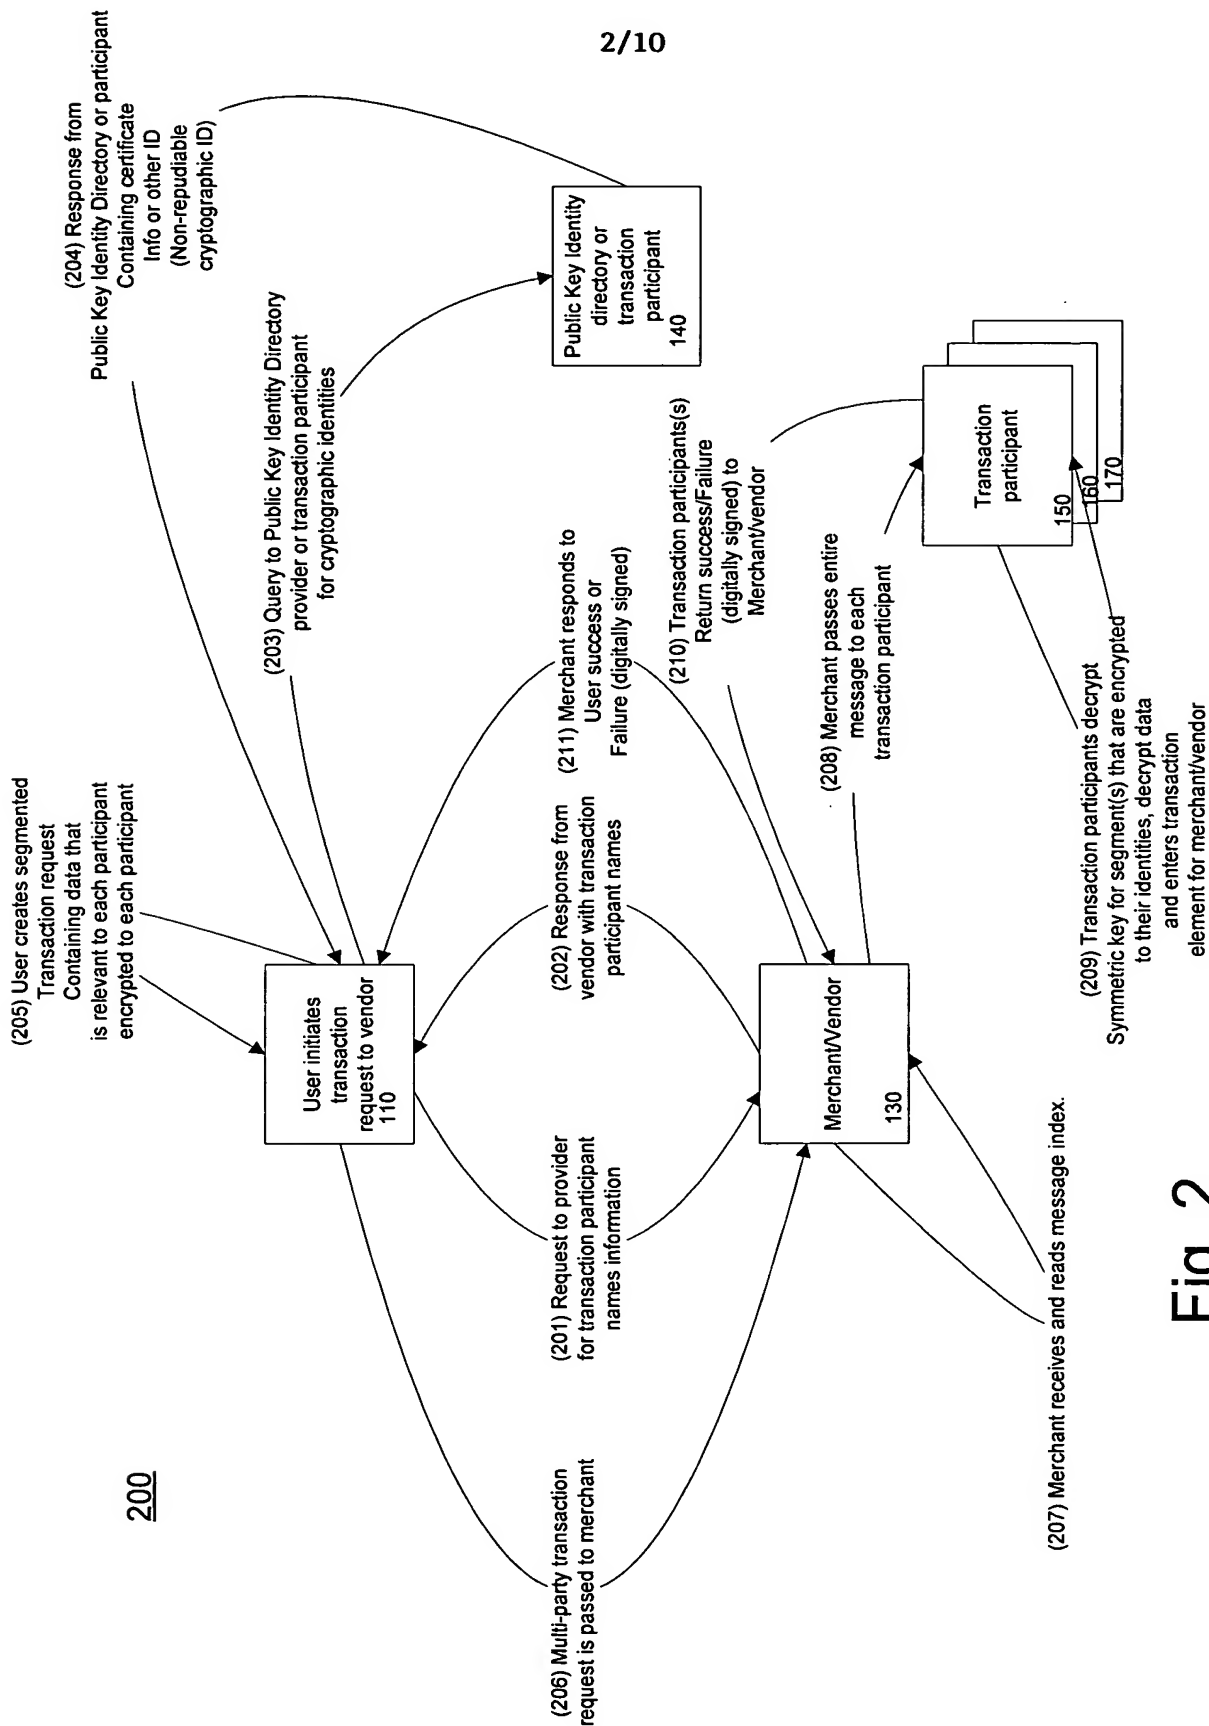 2/10
200
(205) User creates segmented
Transaction request
Containing data that
is relevant to each participant
encrypted to each participant
(204) Response from
Public Key Identity Directory or participant
Containing certificate
Info or other ID
(Non-repudiable
cryptographic ID)
(203) Query to Public Key Identity Directory
provider or transaction participant
for cryptographic identities
User initiates
transaction
request to vendor
110
Public Key Identity
directory or
transaction
participant
140
(206) Multi-party transaction
request is passed to merchant
(201) Request to provider
for transaction participant
names information
(202) Response from
vendor with transaction
participant names
(211) Merchant responds to
User success or
Failure (digitally signed)
(210) Transaction participants(s)
Return success/Failure
(digitally signed) to
Merchant/vendor
Merchant/Vendor
130
(208) Merchant passes entire
message to each
transaction participant
Transaction
participant
150
160
170
(207) Merchant receives and reads message index.
(209) Transaction participants decrypt
Symmetric key for segment(s) that are encrypted
to their identities, decrypt data
and enters transaction
element for merchant/vendor
Fig. 2